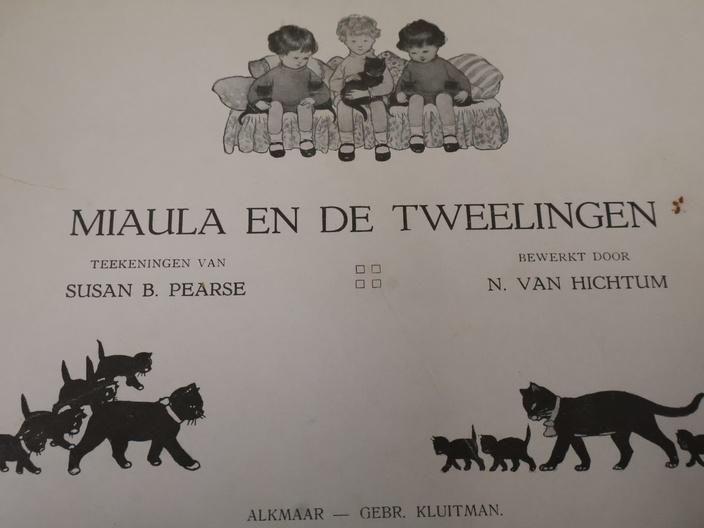 MIAULA EN DE TWEELINGEN
TEEKENINGEN VAN
SUSAN B. PEARSE
BEWERKT DOOR
N. VAN HICHTUM
ALKMAAR — GEBR. KLUITMAN.